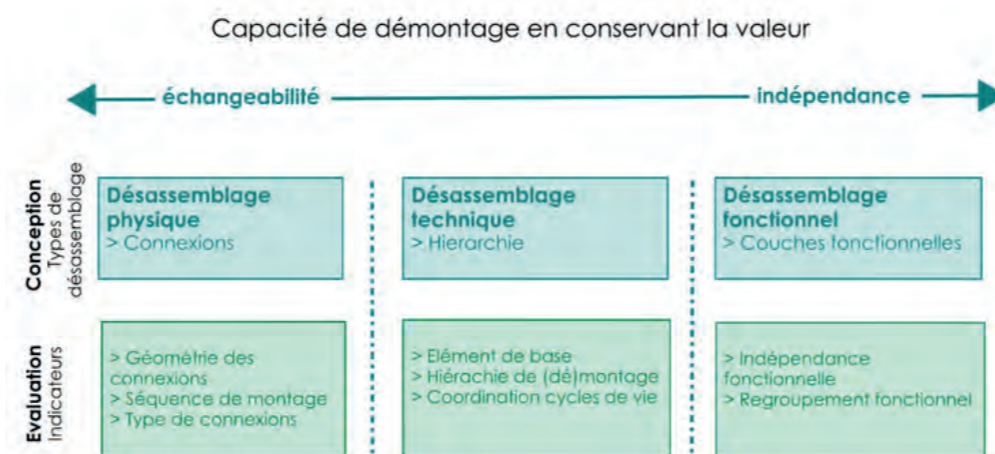 Capacité de démontage en conservant la valeur
échangeabilité
indépendance
Conception
Types de
désassemblage
Désassemblage
physique
> Connexions
Désassemblage
technique
> Hierarchie
Désassemblage
fonctionnel
> Couches fonctionnelles
Evaluation
Indicateurs
> Géométrie des
connexions
> Séquence de montage
> Type de connexions
> Elément de base
> Hiérachie de (dé)montage
> Coordination cycles de vie
> Indépendance
fonctionnelle
> Regroupement fonctionnel